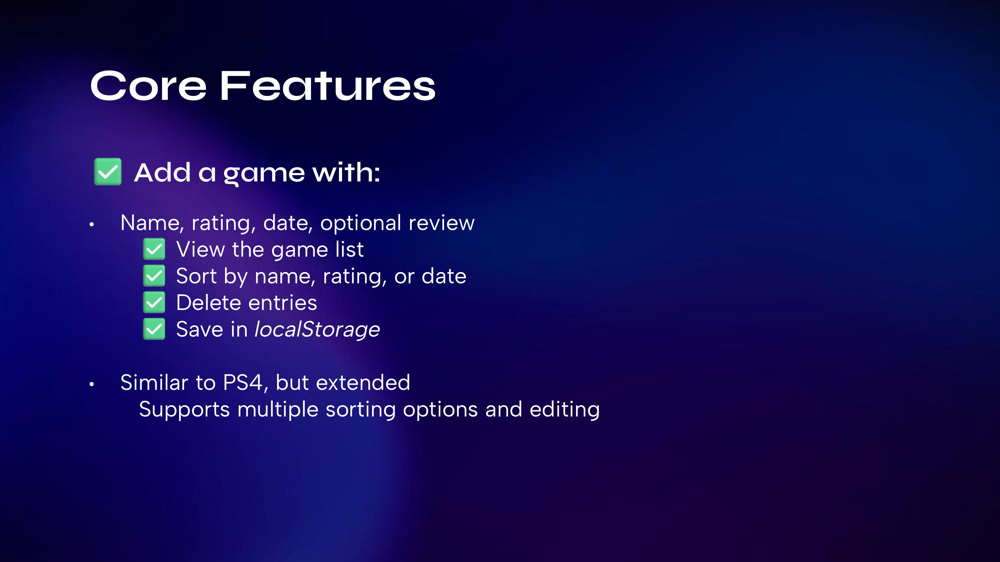 Core Features
✅ Add a game with:
• Name, rating, date, optional review
✅ View the game list
✅ Sort by name, rating, or date
✅ Delete entries
✅ Save in localStorage
• Similar to PS4, but extended
Supports multiple sorting options and editing